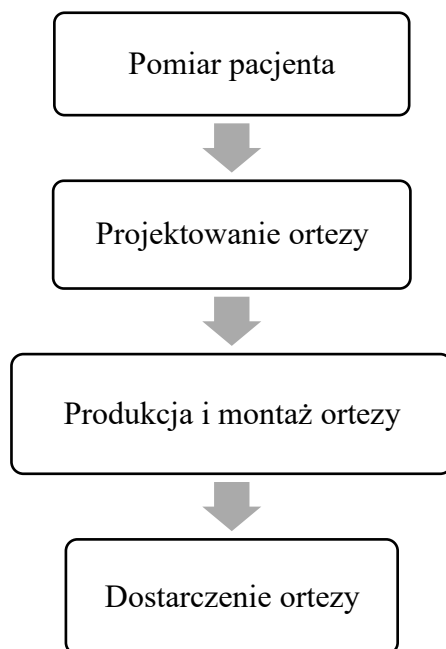 Pomiar pacjenta
Projektowanie ortezy
Produkcja i montaż ortezy
Dostarczenie ortezy